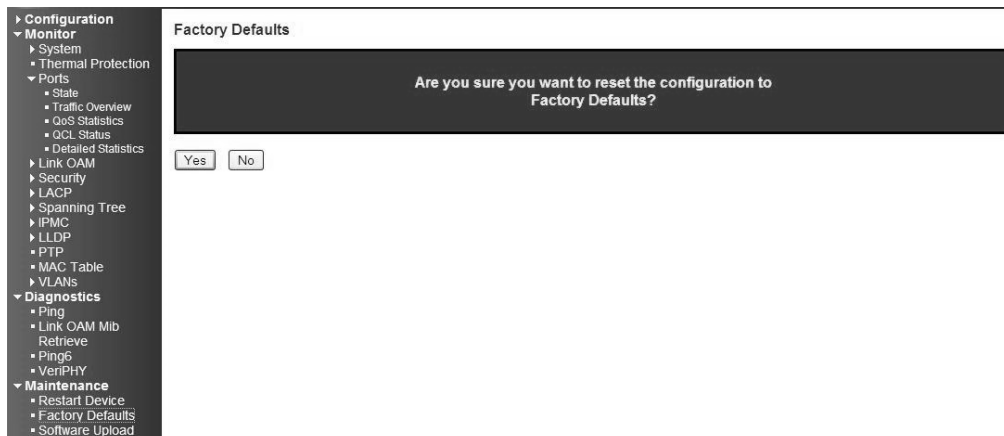 Configuration
Monitor
System
Thermal Protection
Ports
State
Traffic Overview
QoS Statistics
QCL Status
Detailed Statistics
Link OAM
Security
LACP
Spanning Tree
IPMC
LLDP
PTP
MAC Table
VLANs
Diagnostics
Ping
Link OAM Mib
Retrieve
Ping6
VeriPHY
Maintenance
Restart Device
Factory Defaults
Software Upload
Factory Defaults
Are you sure you want to reset the configuration to
Factory Defaults?
Yes No